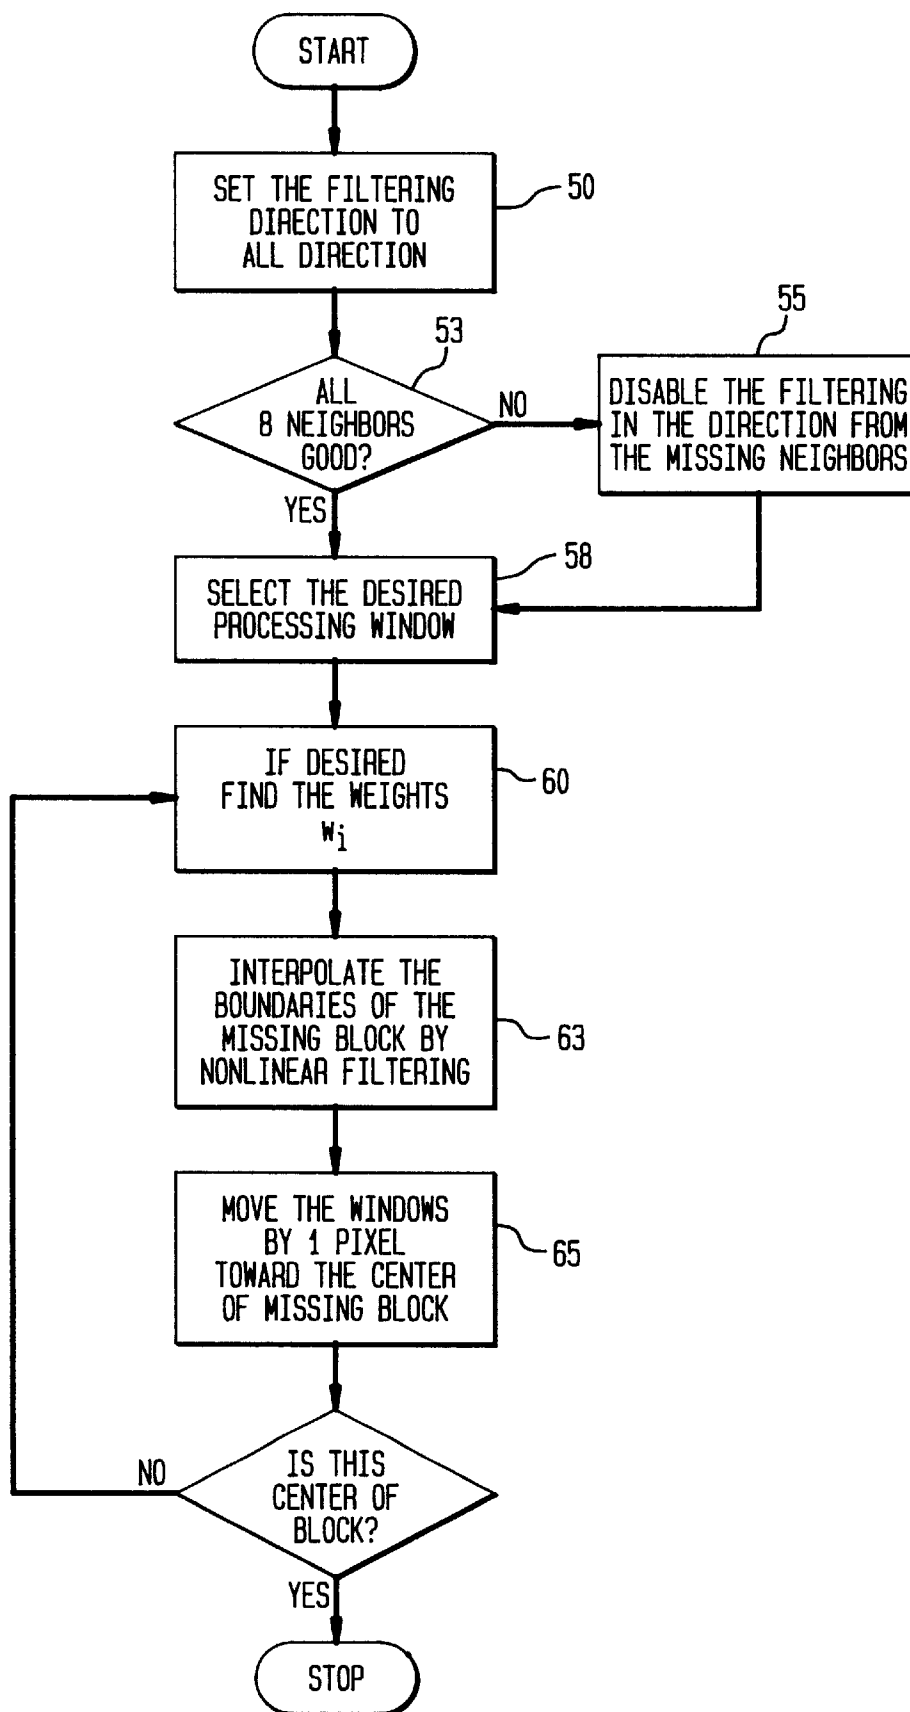 START
SET THE FILTERING
DIRECTION TO
ALL DIRECTION
50
53
ALL
8 NEIGHBORS
GOOD?
NO
YES
55
DISABLE THE FILTERING
IN THE DIRECTION FROM
THE MISSING NEIGHBORS
58
SELECT THE DESIRED
PROCESSING WINDOW
IF DESIRED
FIND THE WEIGHTS
Wi
60
INTERPOLATE THE
BOUNDARIES OF THE
MISSING BLOCK BY
NONLINEAR FILTERING
63
MOVE THE WINDOWS
BY 1 PIXEL
TOWARD THE CENTER
OF MISSING BLOCK
65
IS THIS
CENTER OF
BLOCK?
NO
YES
STOP